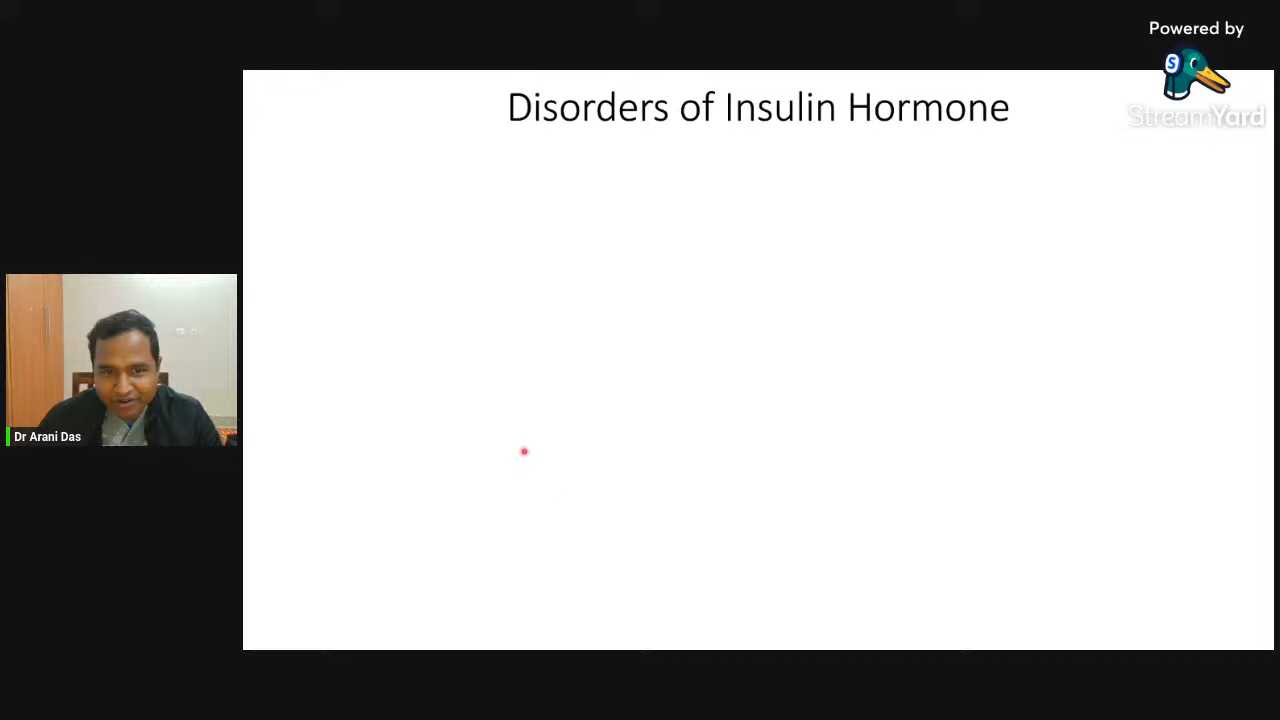 Powered by
S
StreamYard
Disorders of Insulin Hormone
Dr Arani Das